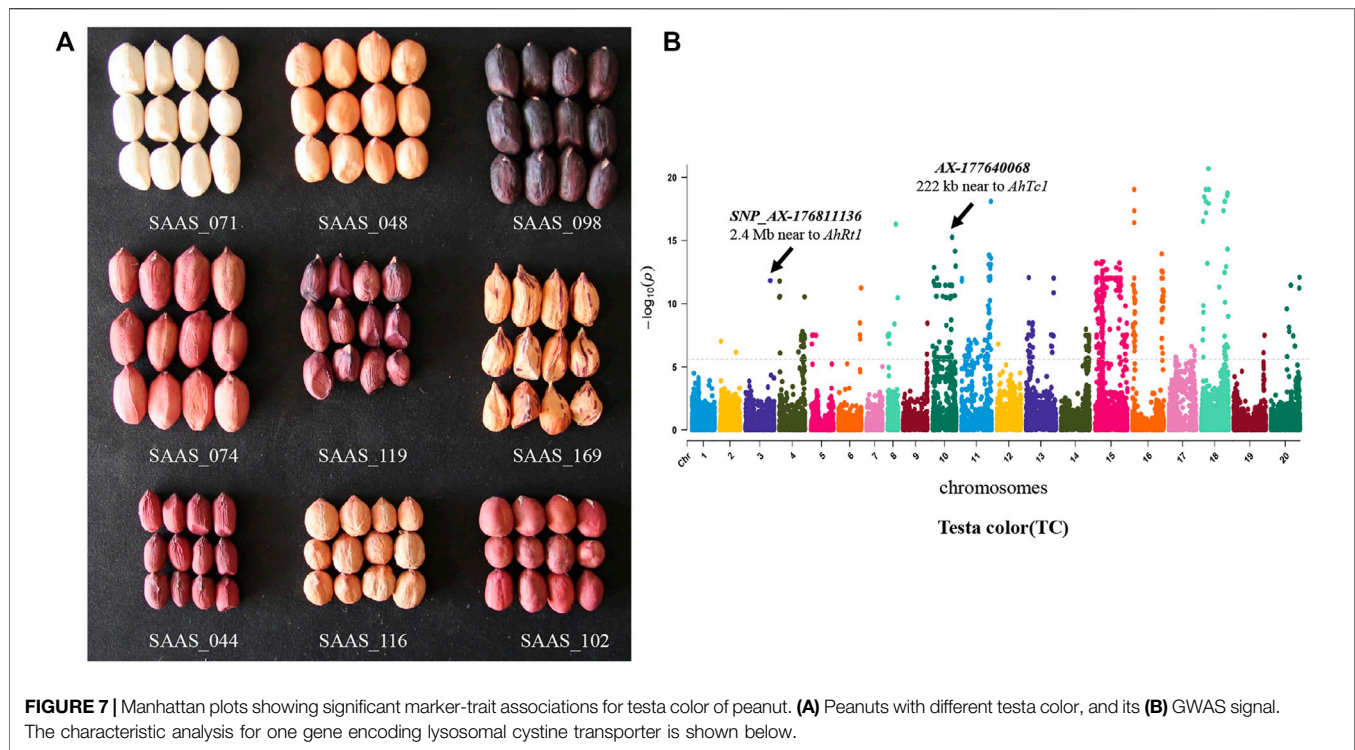 A
SAAS_071 SAAS_048 SAAS_098
SAAS_074 SAAS_119 SAAS_169
SAAS_044 SAAS_116 SAAS_102
B
AX-177640068
222 kb near to AhTc1
SNP_AX-176811136
2.4 Mb near to AhRt1
−log10(p)
20
15
10
5
0
Chr 1 2 3 4 5 6 7 8 9 10 11 12 13 14 15 16 17 18 19 20
chromosomes
Testa color(TC)
FIGURE 7 | Manhattan plots showing significant marker-trait associations for testa color of peanut. (A) Peanuts with different testa color, and its (B) GWAS signal.
The characteristic analysis for one gene encoding lysosomal cystine transporter is shown below.